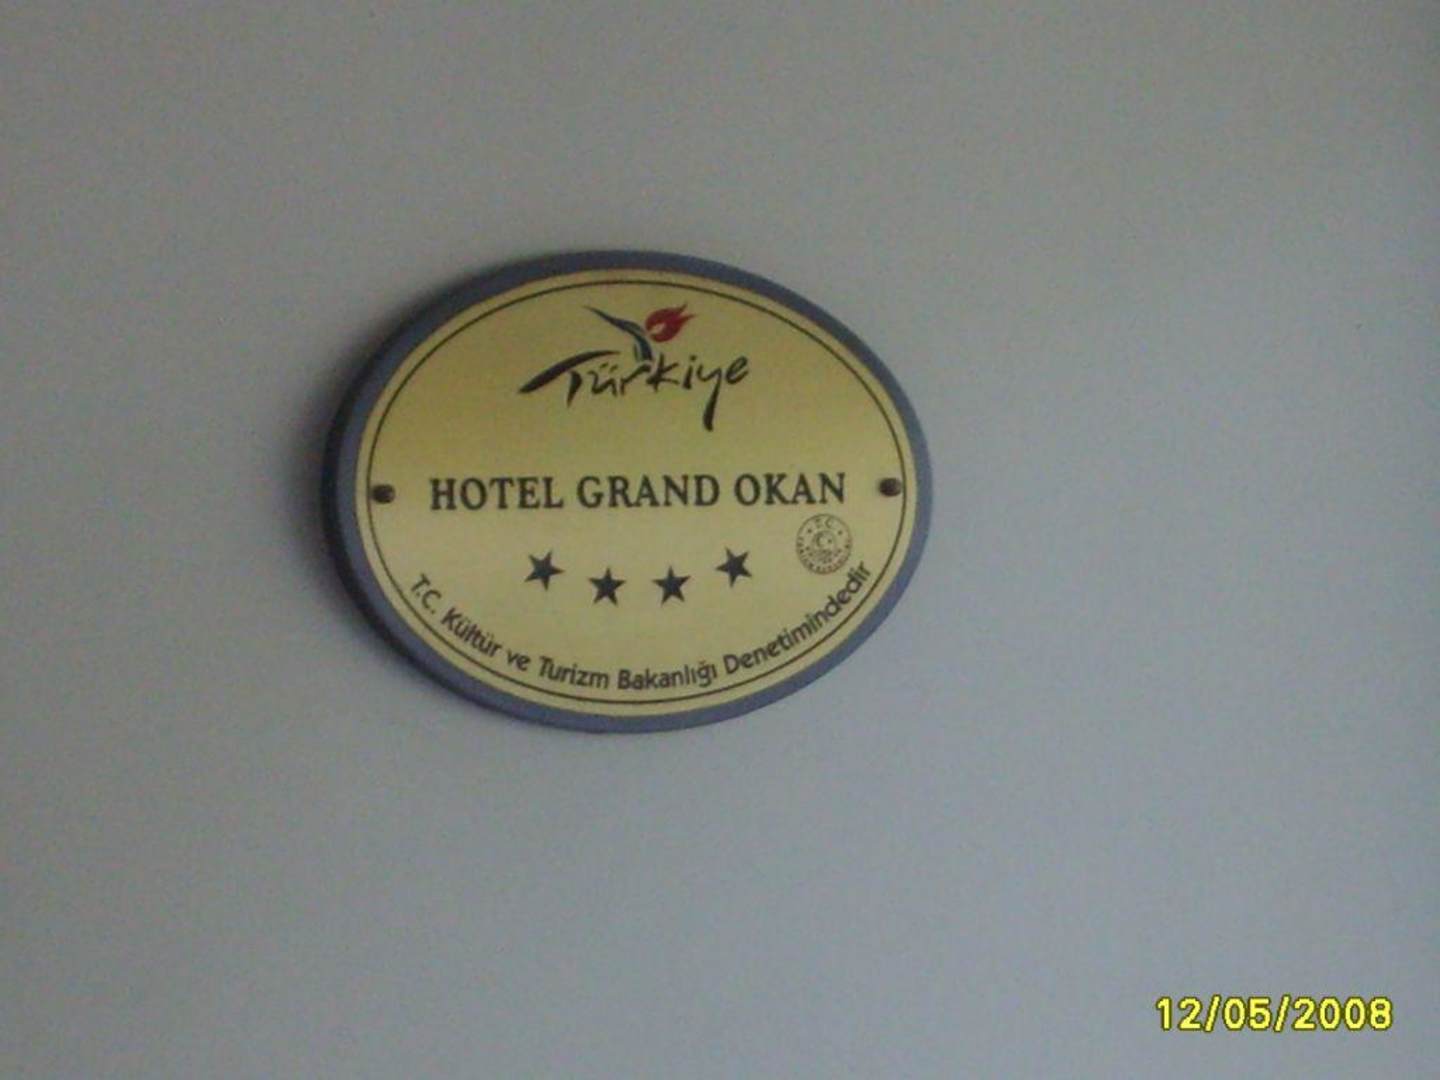 Türkiye
HOTEL GRAND OKAN
T.C. Kültür ve Turizm Bakanlığı Denetimindedir
12/05/2008